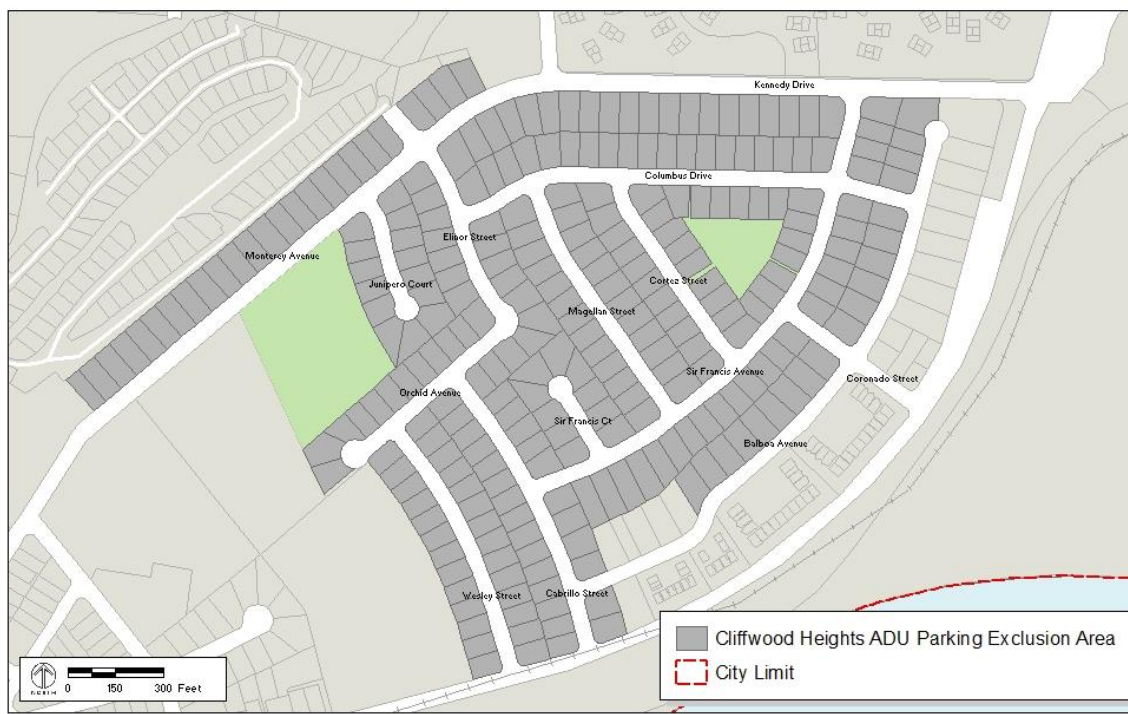 Kennedy Drive
Columbus Drive
Elinor Street
Monterey Avenue
Junipero Court
Cortez Street
Magellan Street
Sir Francis Avenue
Coronado Street
Orchid Avenue
Sir Francis Ct
Balboa Avenue
Wesley Street
Cabrillo Street
Cliffwood Heights ADU Parking Exclusion Area
City Limit
NORTH
0 150 300 Feet